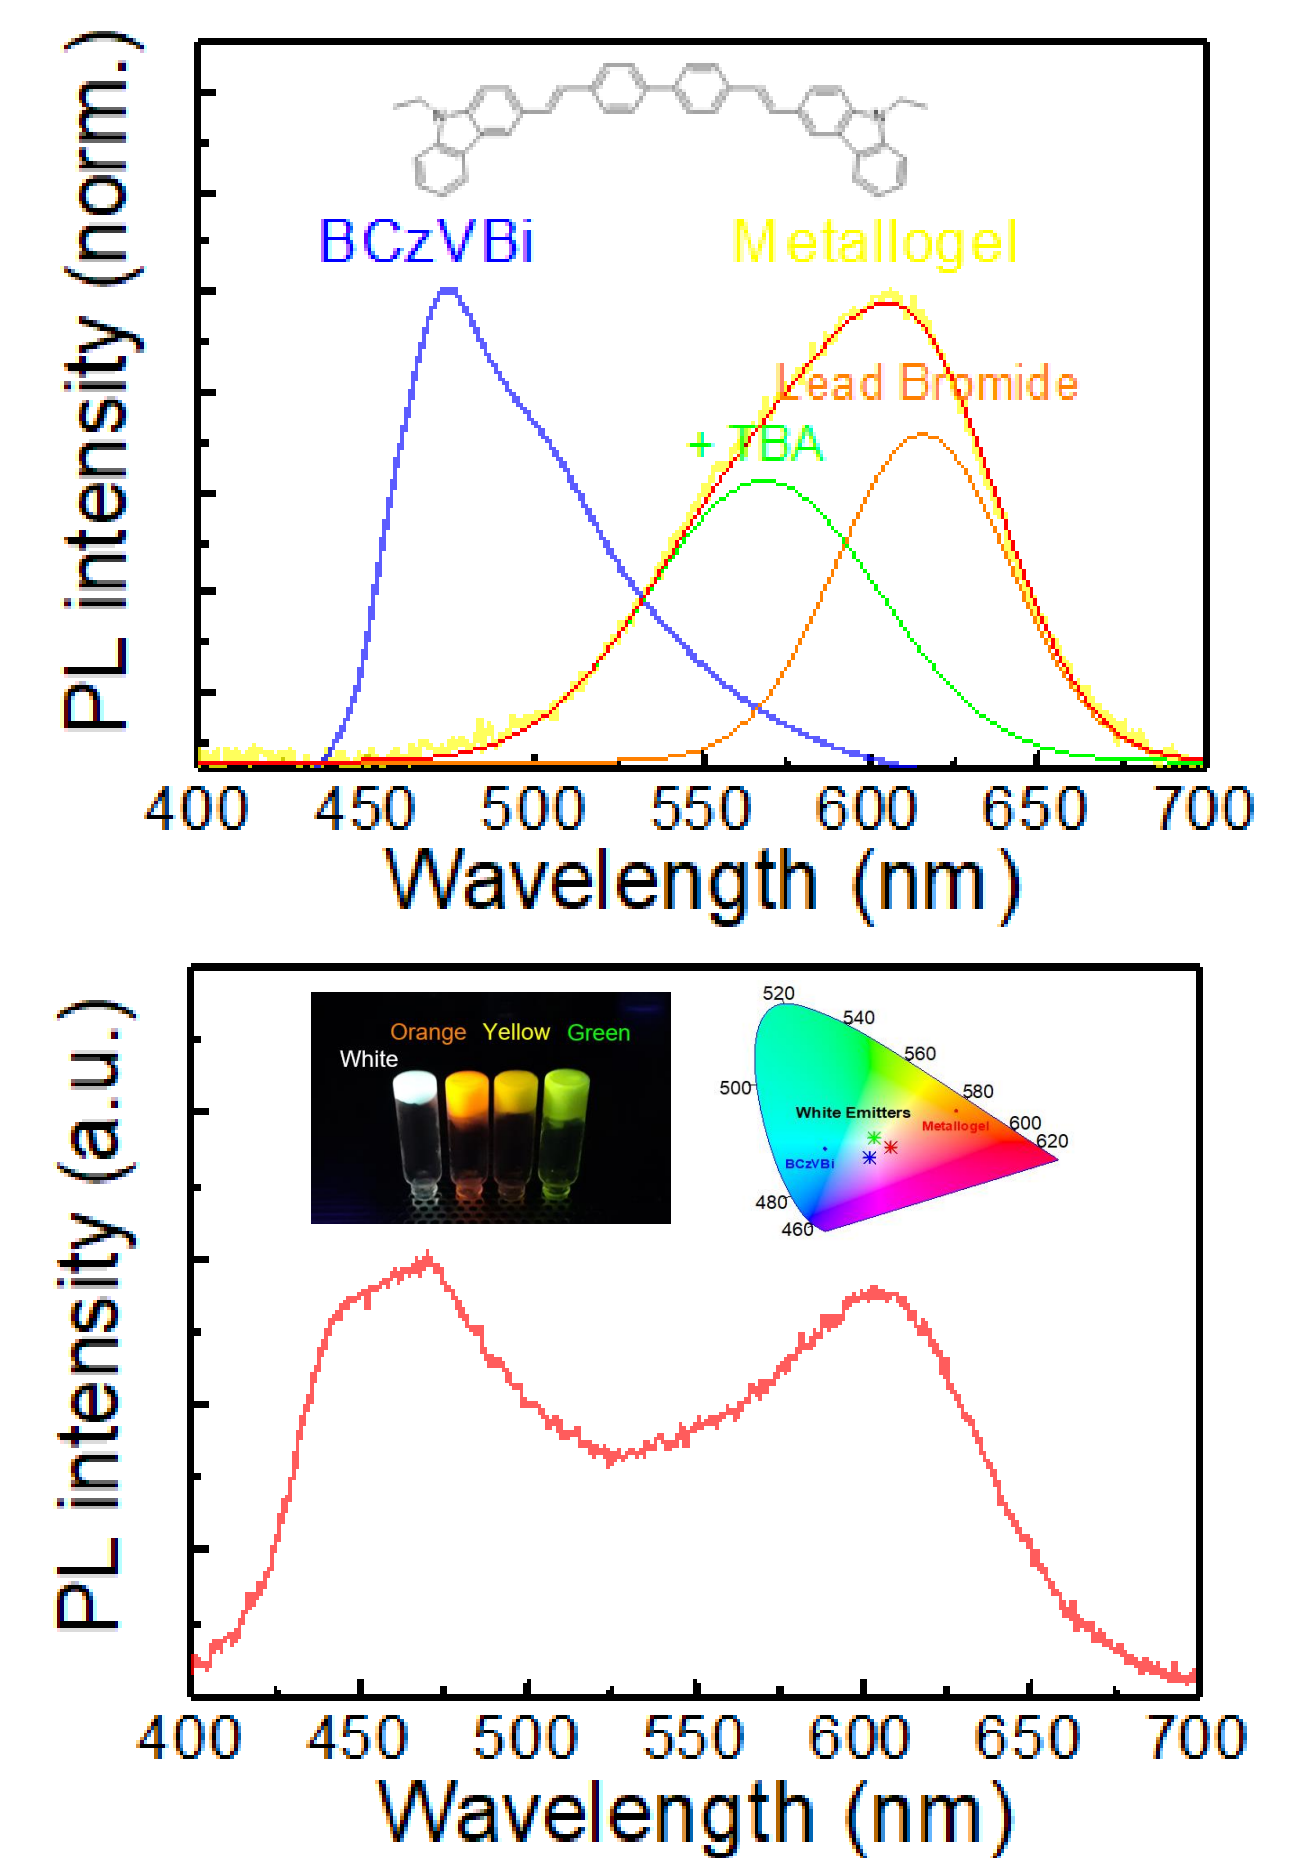 PL intensity (norm.)
N
N
BCzVBi
Metallogel
Lead Bromide
+ TBA
400 450 500 550 600 650 700
Wavelength (nm)
PL intensity (a.u.)
White
Orange Yellow Green
520
540
560
500
580
White Emitters
Metallogel
600
620
BCzVBi
480
460
400 450 500 550 600 650 700
Wavelength (nm)